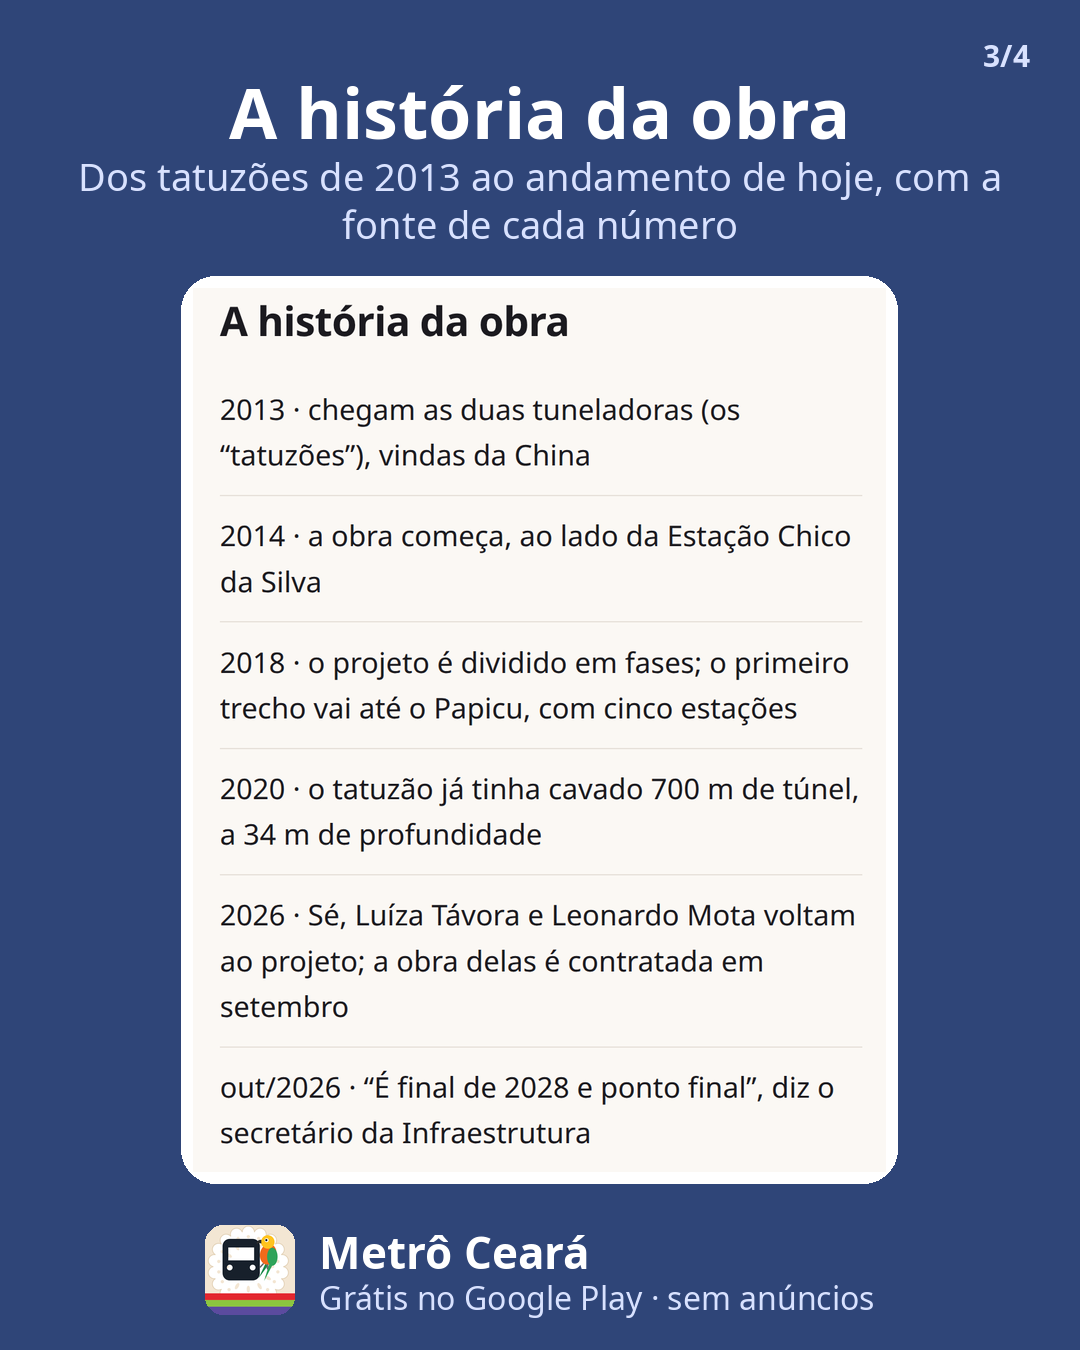 3/4
A história da obra
Dos tatuzões de 2013 ao andamento de hoje, com a
fonte de cada número
A história da obra
2013 · chegam as duas tuneladoras (os
“tatuzões”), vindas da China
2014 · a obra começa, ao lado da Estação Chico
da Silva
2018 · o projeto é dividido em fases; o primeiro
trecho vai até o Papicu, com cinco estações
2020 · o tatuzão já tinha cavado 700 m de túnel,
a 34 m de profundidade
2026 · Sé, Luíza Távora e Leonardo Mota voltam
ao projeto; a obra delas é contratada em
setembro
out/2026 · “É final de 2028 e ponto final”, diz o
secretário da Infraestrutura
Metrô Ceará
Grátis no Google Play · sem anúncios